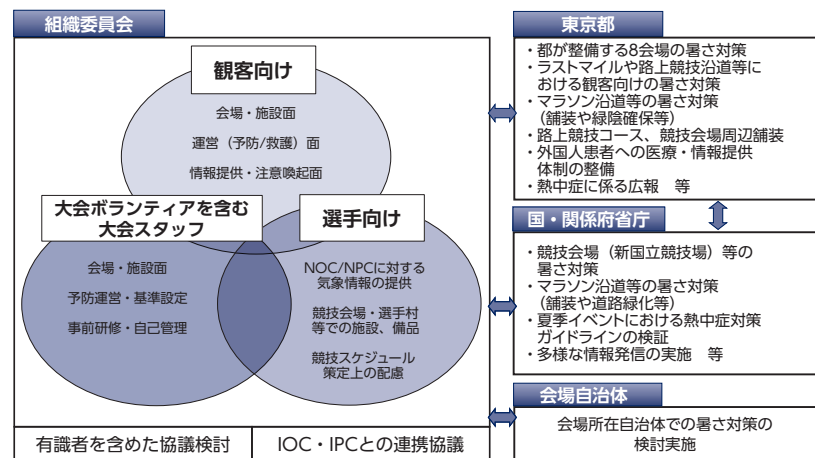 組織委員会
観客向け
会場・施設面
運営（予防/救護）面
情報提供・注意喚起面
大会ボランティアを含む
大会スタッフ
会場・施設面
予防運営・基準設定
事前研修・自己管理
選手向け
NOC/NPCに対する
気象情報の提供
競技会場・選手村
等での施設、備品
競技スケジュール
策定上の配慮
有識者を含めた協議検討
IOC・IPCとの連携協議
東京都
・都が整備する8会場の暑さ対策
・ラストマイルや路上競技沿道等に
おける観客向けの暑さ対策
・マラソン沿道等の暑さ対策
（舗装や緑陰確保等）
・路上競技コース、競技会場周辺舗装
・外国人患者への医療・情報提供
体制の整備
・熱中症に係る広報　等
国・関係府省庁
・競技会場（新国立競技場）等の
暑さ対策
・マラソン沿道等の暑さ対策
（舗装や道路緑化等）
・夏季イベントにおける熱中症対策
ガイドラインの検証
・多様な情報発信の実施　等
会場自治体
会場所在自治体での暑さ対策の
検討実施